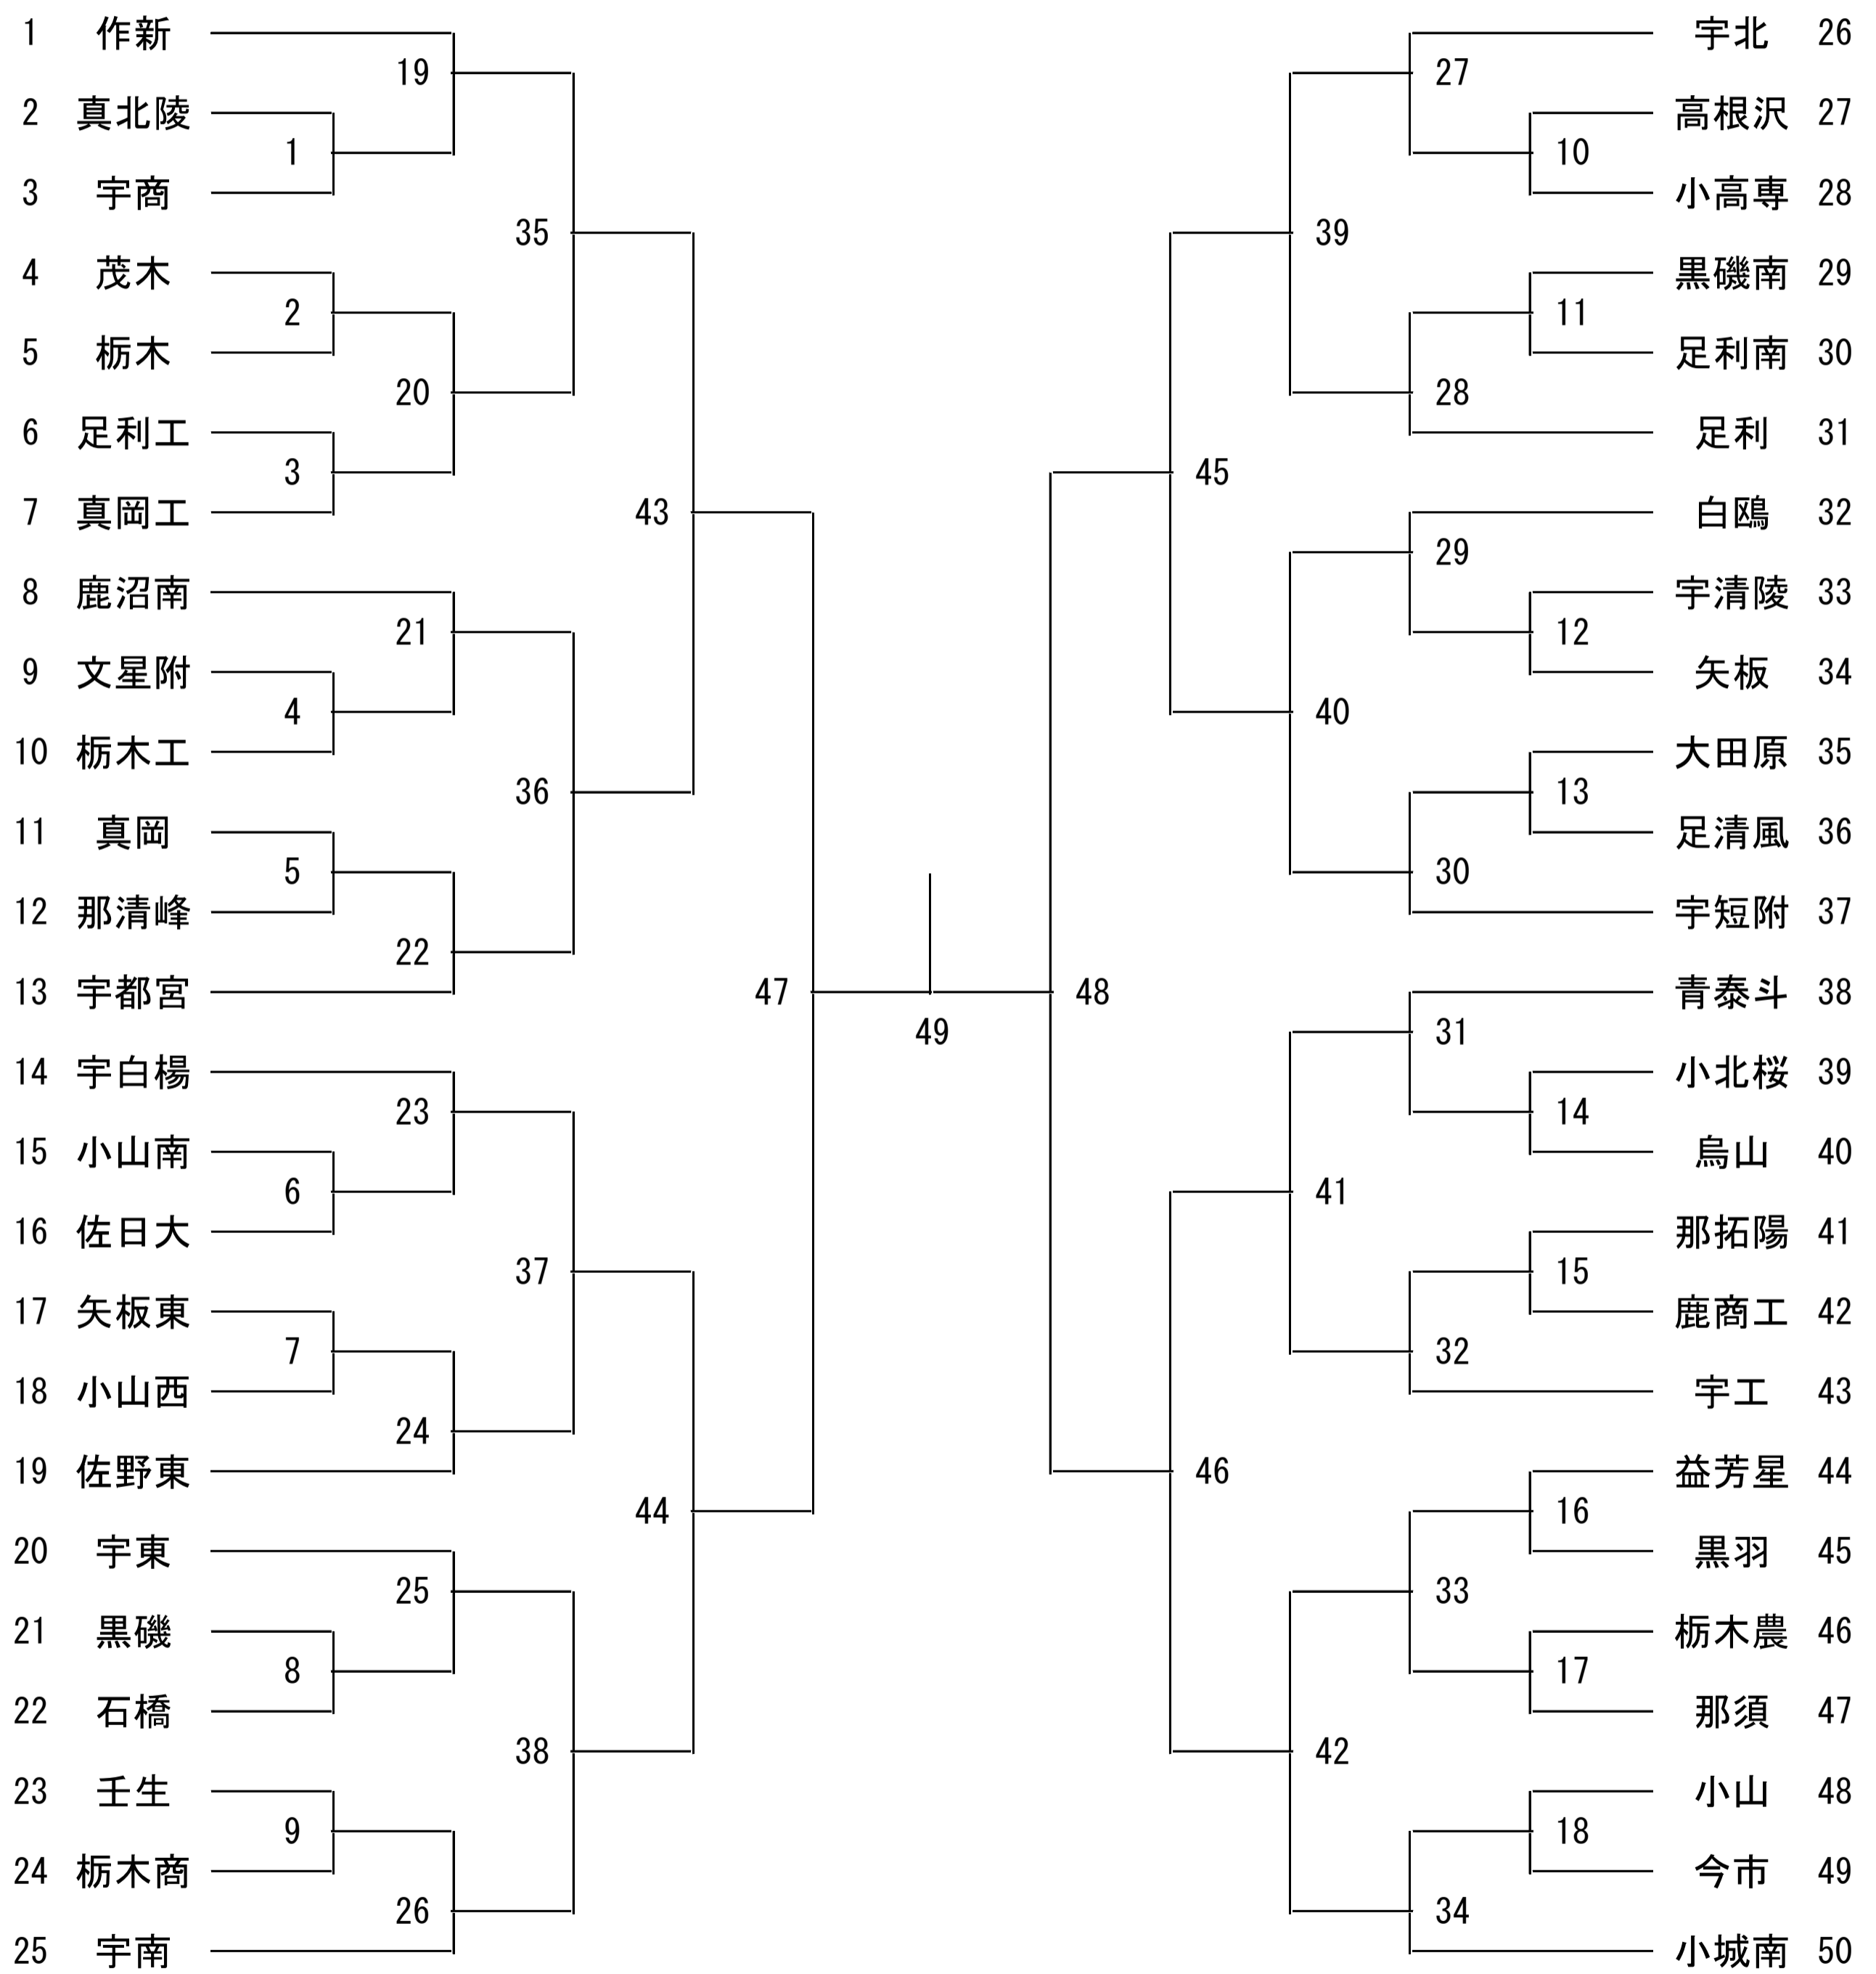 1 作新
19
2 真北陵
1
3 宇商
35
4 茂木
2
5 栃木
20
6 足利工
3
7 真岡工
43
8 鹿沼南
21
9 文星附
4
10 栃木工
36
11 真岡
5
12 那清峰
22
13 宇都宮
47
14 宇白楊
23
15 小山南
6
16 佐日大
37
17 矢板東
7
18 小山西
24
19 佐野東
44
20 宇東
25
21 黒磯
8
22 石橋
38
23 壬生
9
24 栃木商
26
25 宇南
49
宇北 26
27
高根沢 27
10
小高専 28
39
黒磯南 29
11
足利南 30
28
足利 31
45
白鴎 32
29
宇清陵 33
12
矢板 34
40
大田原 35
13
足清風 36
30
宇短附 37
48
青泰斗 38
31
小北桜 39
14
烏山 40
41
那拓陽 41
15
鹿商工 42
32
宇工 43
46
益芳星 44
16
黒羽 45
33
栃木農 46
17
那須 47
42
小山 48
18
今市 49
34
小城南 50